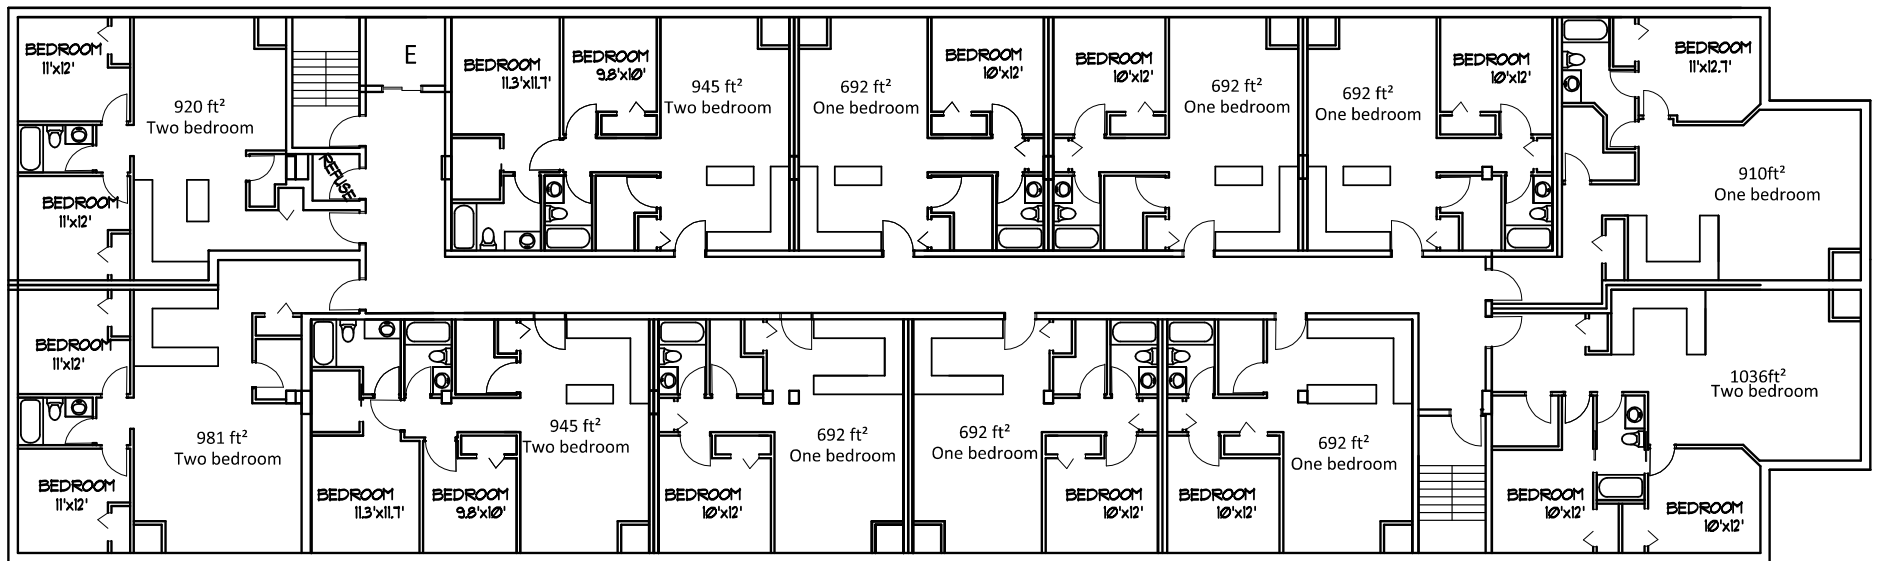 BEDROOM
11'x12'
920 ft²
Two bedroom
E
BEDROOM
11.3'x11.7'
BEDROOM
9.8'x10'
945 ft²
Two bedroom
692 ft²
One bedroom
BEDROOM
10'x12'
BEDROOM
10'x12'
692 ft²
One bedroom
692 ft²
One bedroom
BEDROOM
10'x12'
BEDROOM
11'x12.7'
REFUSE
BEDROOM
11'x12'
910ft²
One bedroom
BEDROOM
11'x12'
981 ft²
Two bedroom
945 ft²
Two bedroom
692 ft²
One bedroom
692 ft²
One bedroom
692 ft²
One bedroom
1036ft²
Two bedroom
BEDROOM
11'x12'
BEDROOM
11.3'x11.7'
BEDROOM
9.8'x10'
BEDROOM
10'x12'
BEDROOM
10'x12'
BEDROOM
10'x12'
BEDROOM
10'x12'
BEDROOM
10'x12'